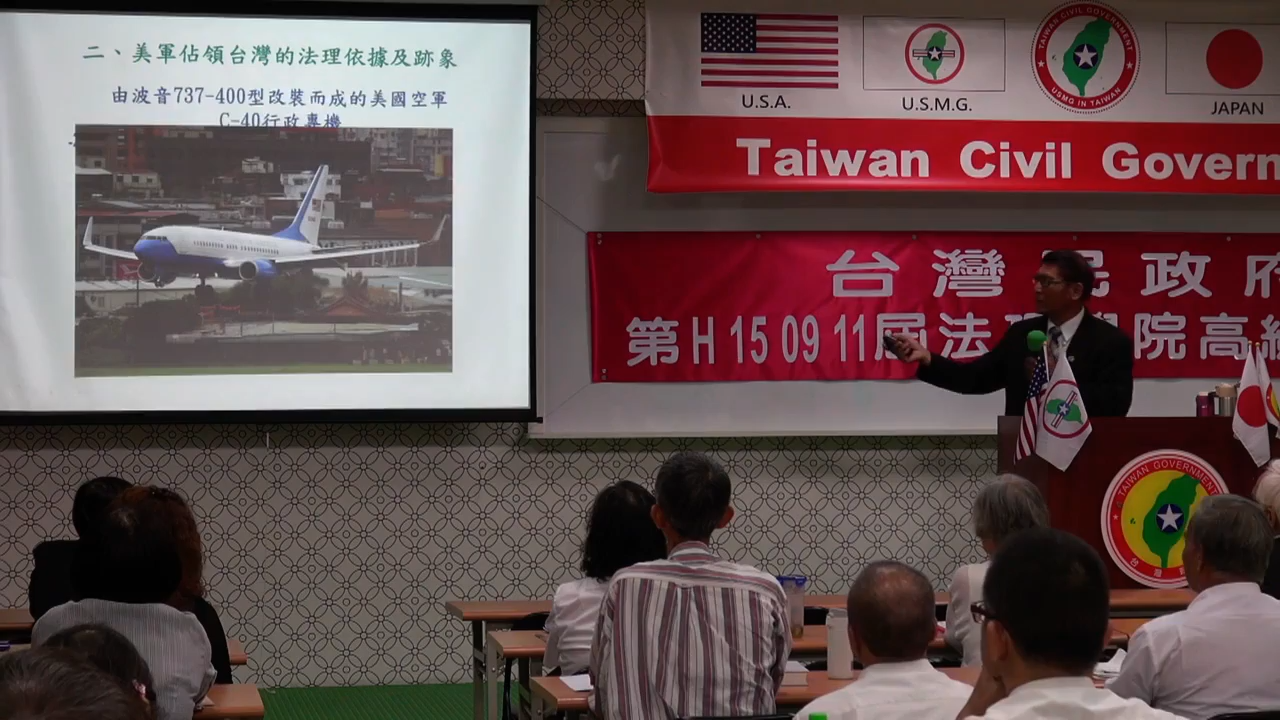 二、美軍佔領台灣的法理依據及跡象
由波音737-400型改裝而成的美國空軍
C-40行政專機
U.S.A.
U.S.M.G.
TAIWAN CIVIL GOVERNMENT
USMG IN TAIWAN
JAPAN
Taiwan Civil Governm
台灣民政府
第H 15 09 11屆法理學院高級
TAIWAN GOVERNMENT